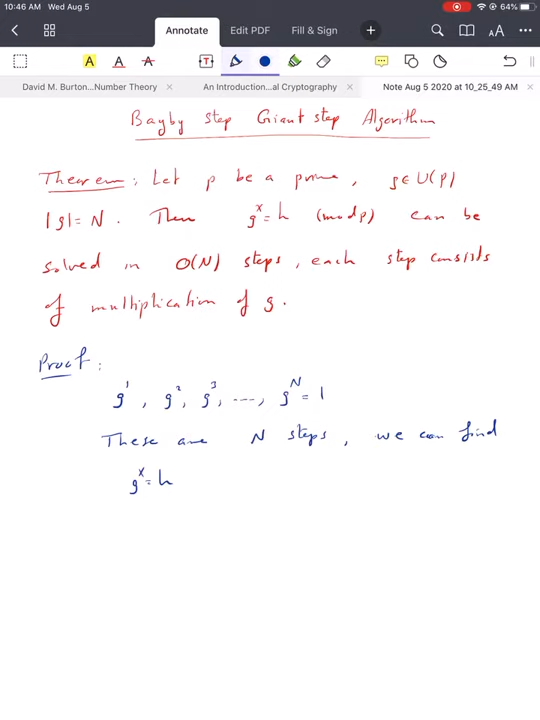 10:46 AM Wed Aug 5
64%
Annotate Edit PDF Fill & Sign
David M. Burton...Number Theory × An Introduction...al Cryptography × Note Aug 5 2020 at 10_25_49 AM ×
Bayby Step Giant step Algorithm
Theorem: Let p be a prime, g∈U(p)
|g|=N. Then g^x=h (mod p) can be
solved in O(N) steps, each step consists
of multiplication of g.
Proof:
g^1, g^2, g^3, ----, g^N=1
These are N steps, we can find
g^x=h